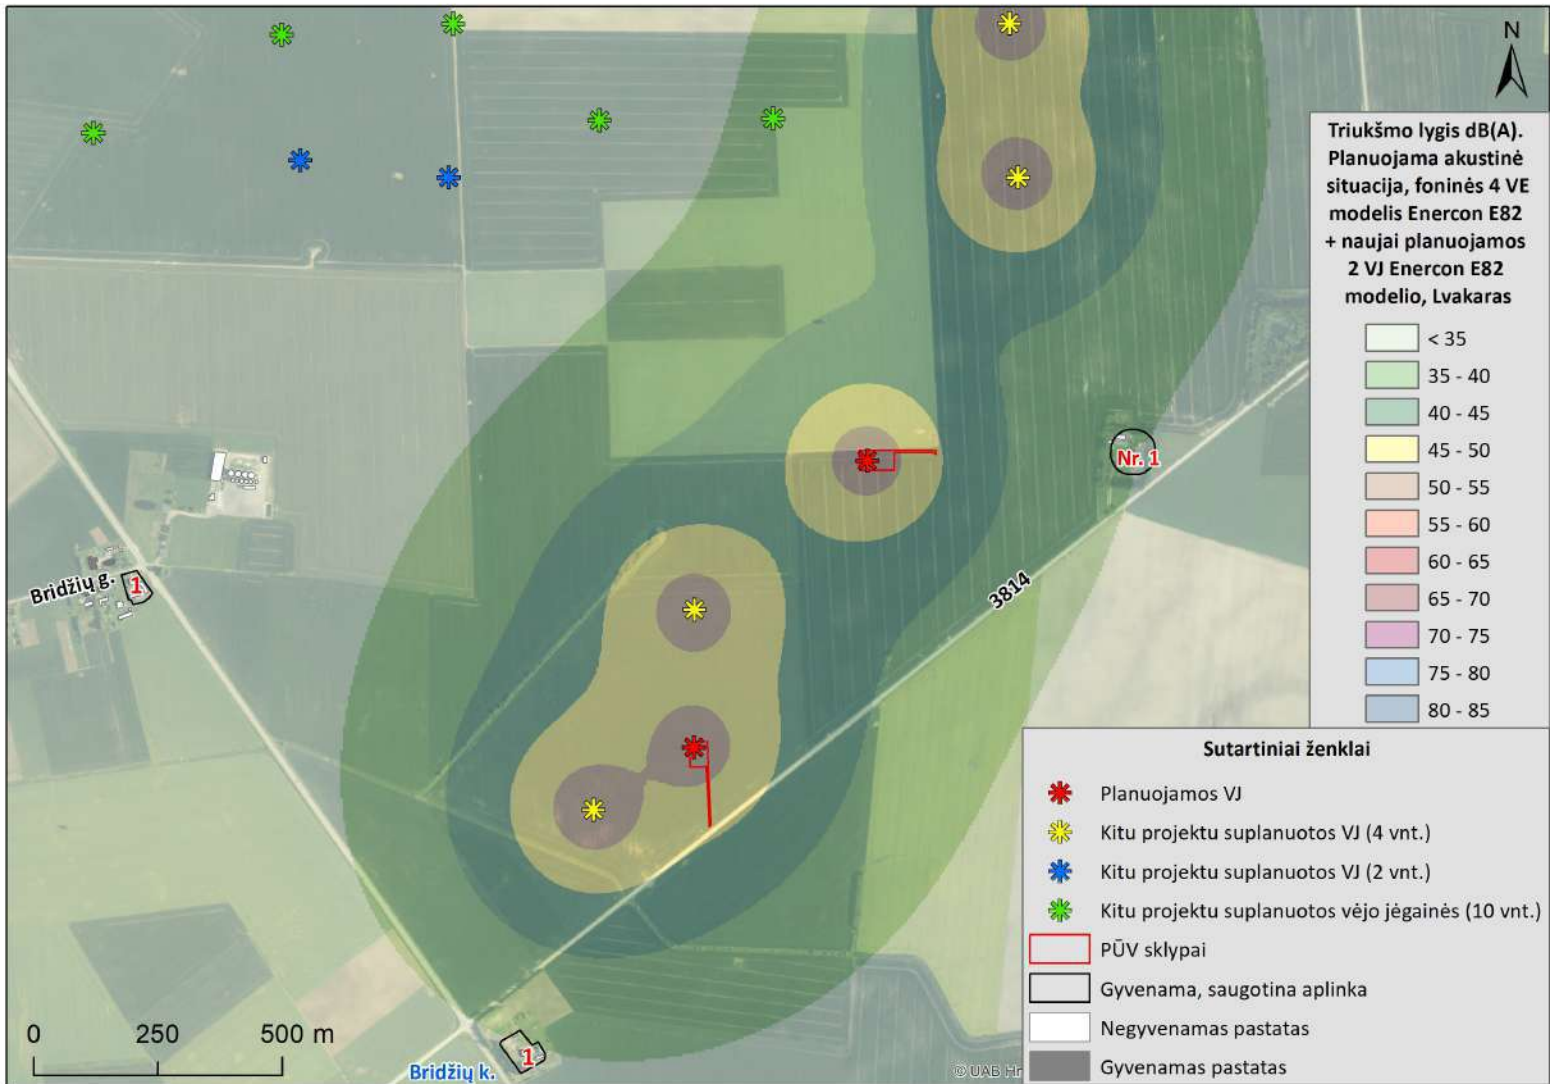 N
Triukšmo lygis dB(A).
Planuojama akustinė
situacija, foninės 4 VE
modelis Enercon E82
+ naujai planuojamos
2 VJ Enercon E82
modelio, Lvakaras
< 35
35 - 40
40 - 45
45 - 50
50 - 55
55 - 60
60 - 65
65 - 70
70 - 75
75 - 80
80 - 85
Nr. 1
3814
Bridžių g.
1
Sutartiniai ženklai
Planuojamos VJ
Kitu projektu suplanuotos VJ (4 vnt.)
Kitu projektu suplanuotos VJ (2 vnt.)
Kitu projektu suplanuotos vėjo jėgainės (10 vnt.)
PŪV sklypai
Gyvenama, saugotina aplinka
Negyvenamas pastatas
Gyvenamas pastatas
0 250 500 m
1
Bridžių k.
© UAB